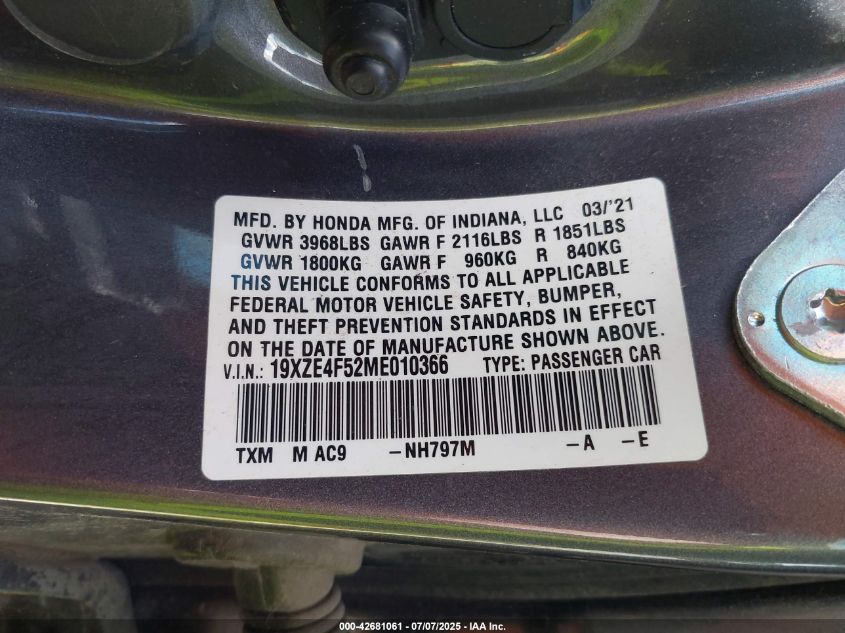 MFD. BY HONDA MFG. OF INDIANA, LLC 03/'21
GVWR 3968LBS GAWR F 2116LBS R 1851LBS
GVWR 1800KG GAWR F 960KG R 840KG
THIS VEHICLE CONFORMS TO ALL APPLICABLE
FEDERAL MOTOR VEHICLE SAFETY, BUMPER,
AND THEFT PREVENTION STANDARDS IN EFFECT
ON THE DATE OF MANUFACTURE SHOWN ABOVE.
V.I.N.: 19XZE4F52ME010366 TYPE: PASSENGER CAR
TXM M AC9 -NH797M -A -E
000-42681061 - 07/07/2025 - IAA Inc.